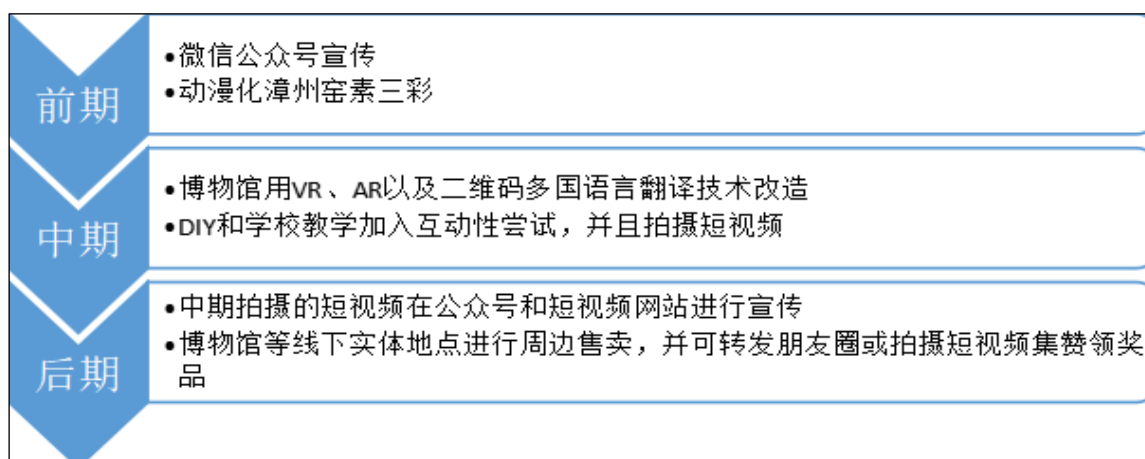 前期
•微信公众号宣传
•动漫化漳州窑素三彩
中期
•博物馆用VR、AR以及二维码多国语言翻译技术改造
•DIY和学校教学加入互动性尝试，并且拍摄短视频
后期
•中期拍摄的短视频在公众号和短视频网站进行宣传
•博物馆等线下实体地点进行周边售卖，并可转发朋友圈或拍摄短视频集赞领奖
品